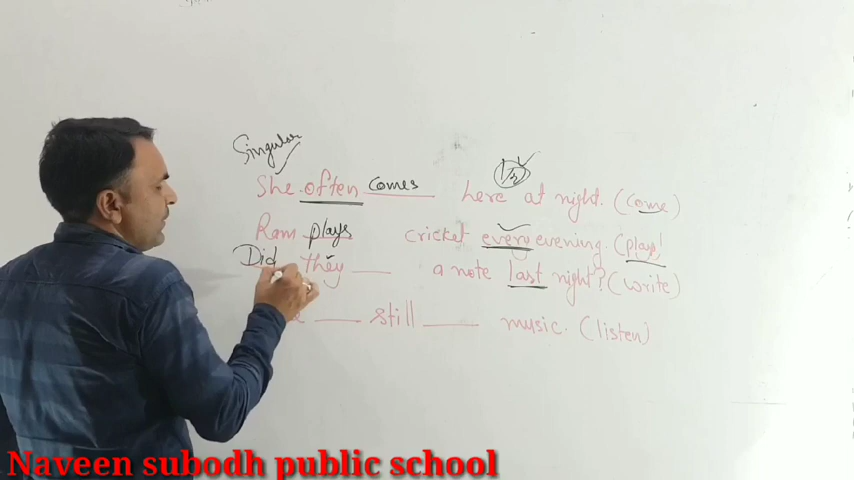 Singular
She often comes here at night. (come)
Ram plays cricket every evening. (play)
Did they ___ a note last night? (write)
___ still ___ music. (listen)
Naveen subodh public school